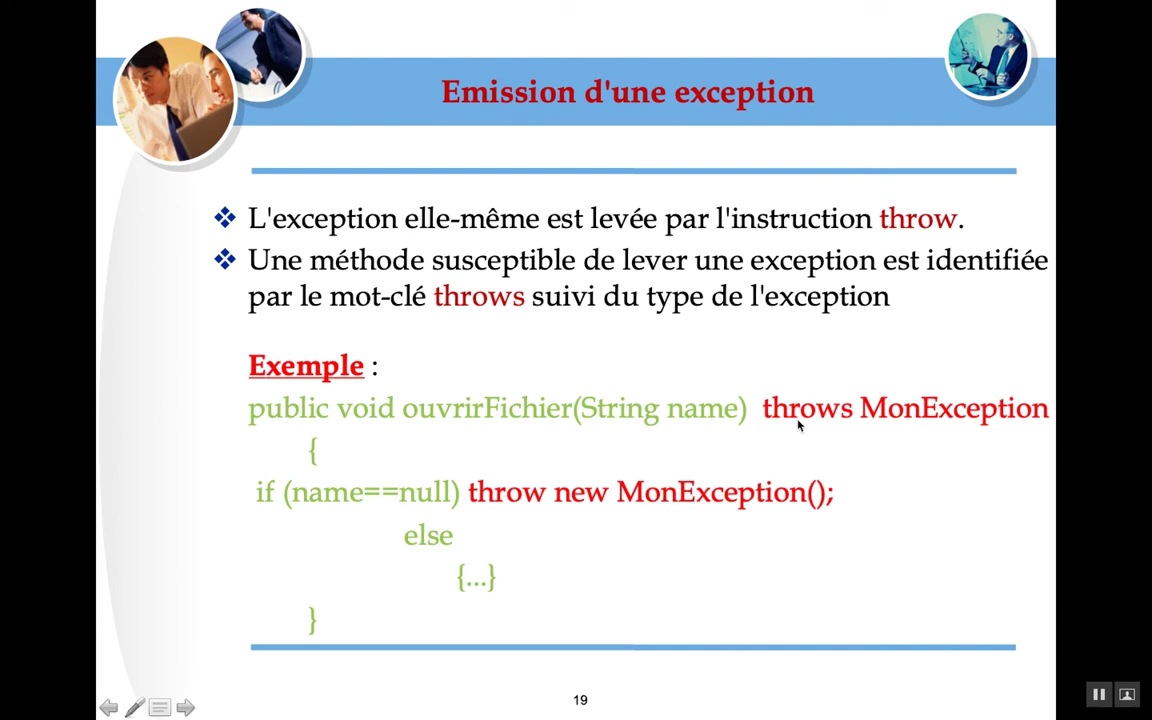 Emission d'une exception
L'exception elle-même est levée par l'instruction throw.
Une méthode susceptible de lever une exception est identifiée
par le mot-clé throws suivi du type de l'exception
Exemple :
public void ouvrirFichier(String name) throws MonException
{
if (name==null) throw new MonException();
else
{...}
}
19